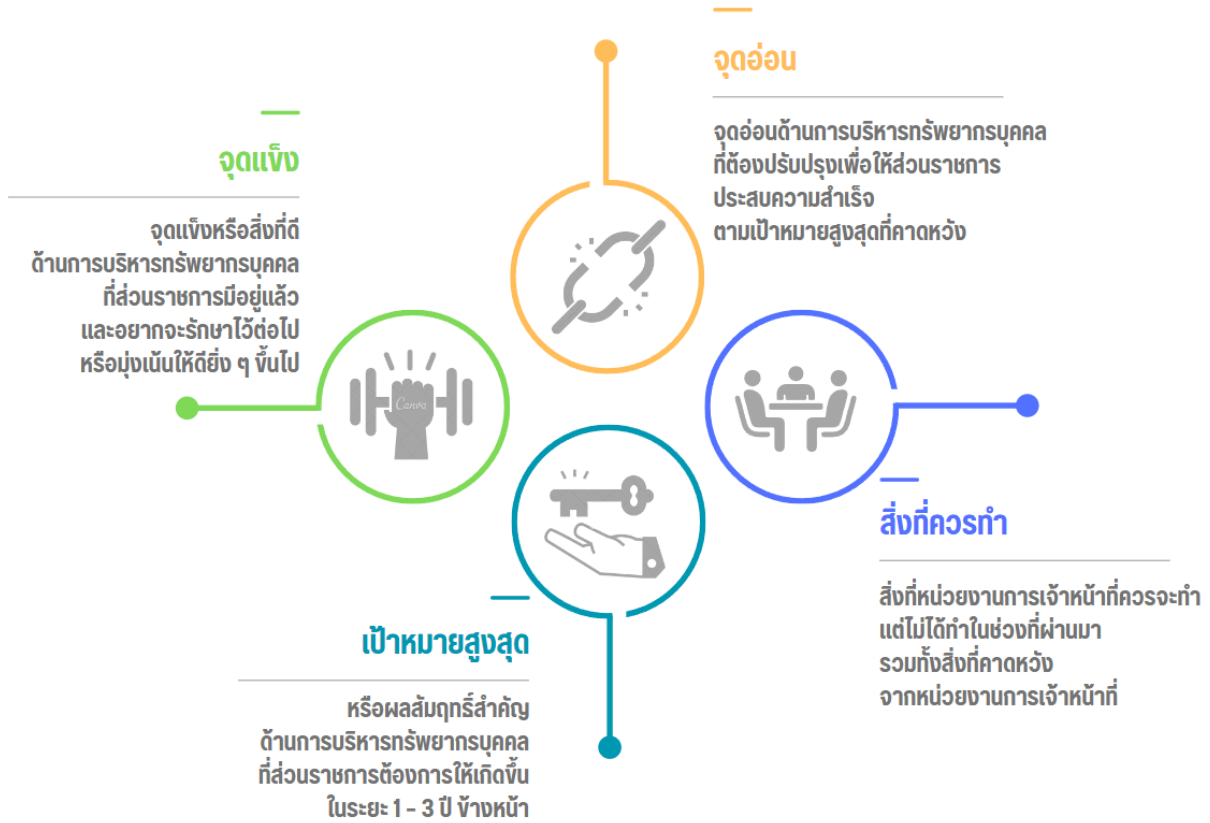 จุดอ่อน
จุดอ่อนด้านการบริหารทรัพยากรบุคคล
ที่ต้องปรับปรุงเพื่อให้ส่วนราชการ
ประสบความสำเร็จ
ตามเป้าหมายสูงสุดที่คาดหวัง
จุดแข็ง
จุดแข็งหรือสิ่งที่ดี
ด้านการบริหารทรัพยากรบุคคล
ที่ส่วนราชการมีอยู่แล้ว
และอยากจะรักษาไว้ต่อไป
หรือมุ่งเน้นให้ดียิ่ง ๆ ขึ้นไป
Canva
สิ่งที่ควรทำ
สิ่งที่หน่วยงานการเจ้าหน้าที่ควรจะทำ
แต่ไม่ได้ทำในช่วงที่ผ่านมา
รวมทั้งสิ่งที่คาดหวัง
จากหน่วยงานการเจ้าหน้าที่
เป้าหมายสูงสุด
หรือผลสัมฤทธิ์สำคัญ
ด้านการบริหารทรัพยากรบุคคล
ที่ส่วนราชการต้องการให้เกิดขึ้น
ในระยะ 1 - 3 ปี ข้างหน้า